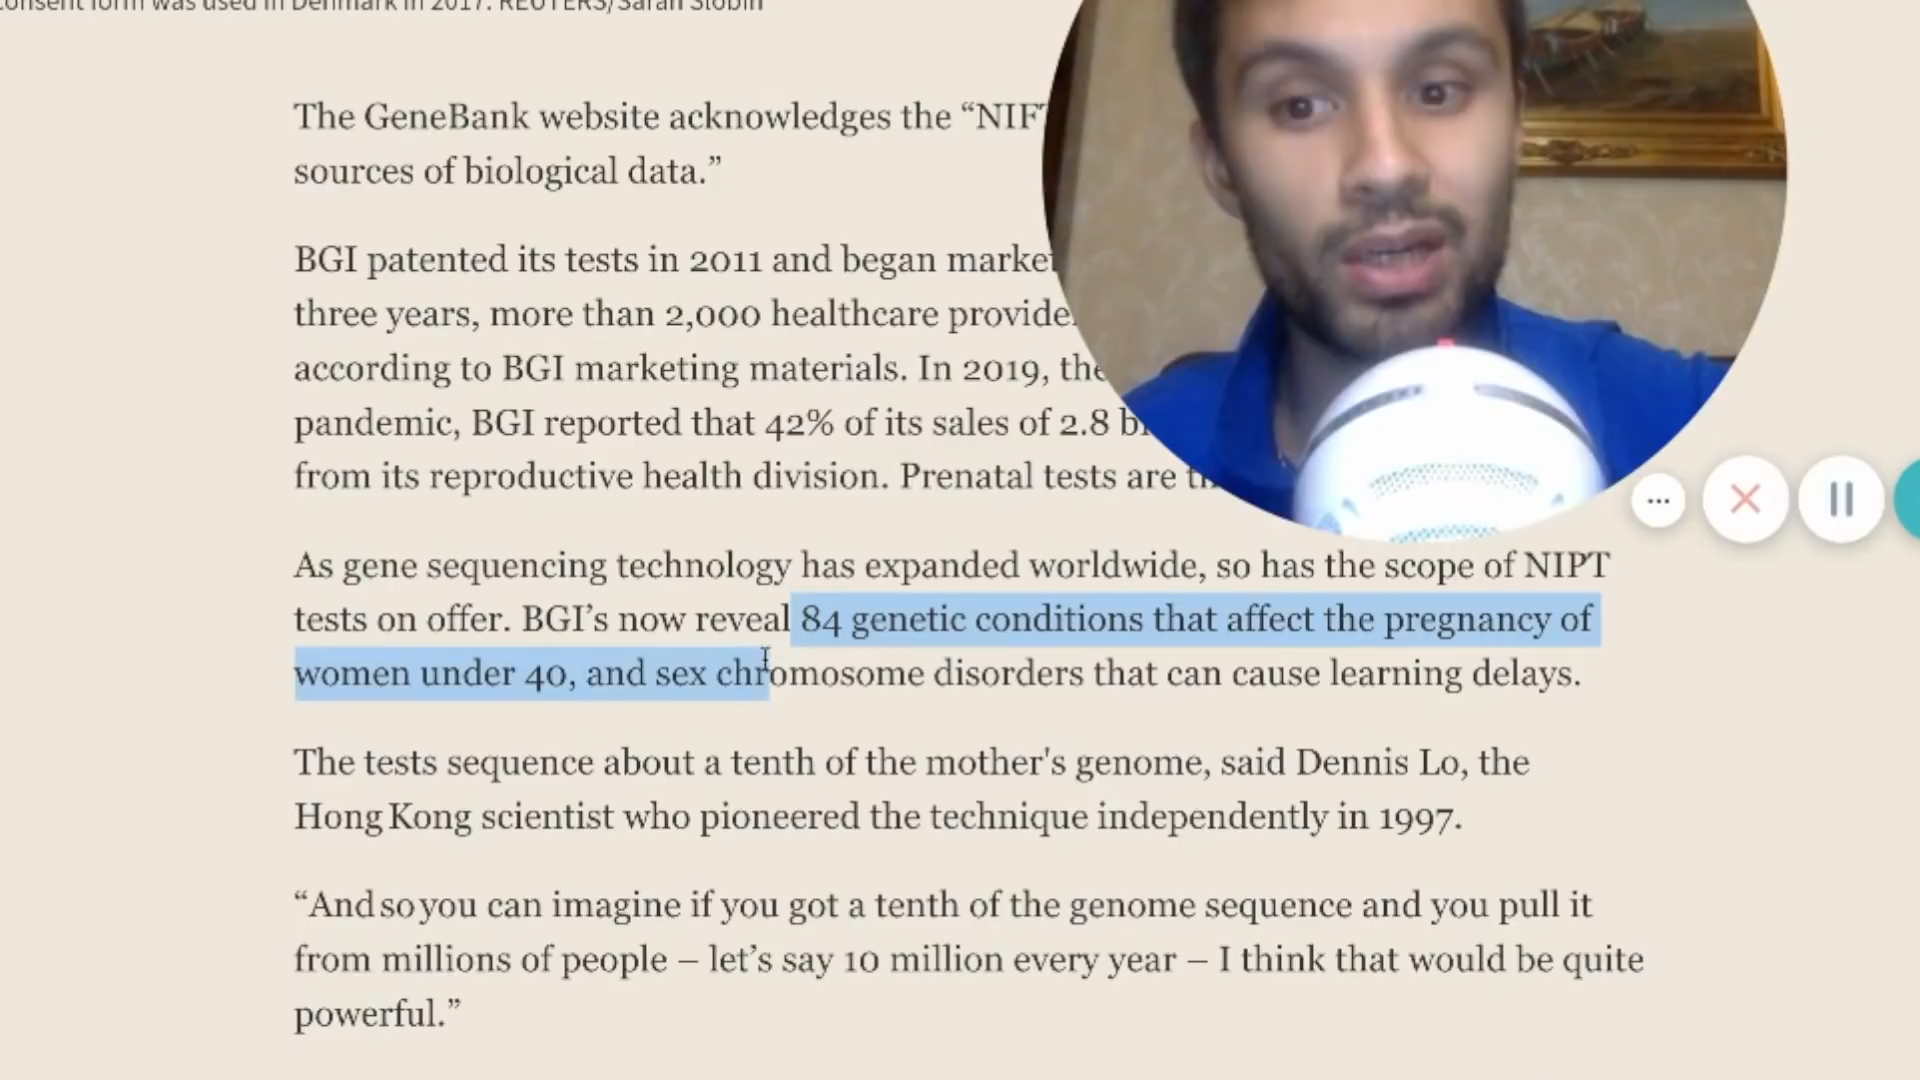 consent form was used in Denmark in 2017. REUTERS/Sarah Slobin
The GeneBank website acknowledges the “NIFT
sources of biological data.”
BGI patented its tests in 2011 and began
three years, more than 2,000 healthcare
according to BGI marketing materials. In 2019, the
pandemic, BGI reported that 42% of its sales of 2.8
from its reproductive health division. Prenatal tests are
As gene sequencing technology has expanded worldwide, so has the scope of NIPT
tests on offer. BGI’s now reveal 84 genetic conditions that affect the pregnancy of
women under 40, and sex chromosome disorders that can cause learning delays.
The tests sequence about a tenth of the mother's genome, said Dennis Lo, the
Hong Kong scientist who pioneered the technique independently in 1997.
“And so you can imagine if you got a tenth of the genome sequence and you pull it
from millions of people – let’s say 10 million every year – I think that would be quite
powerful.”